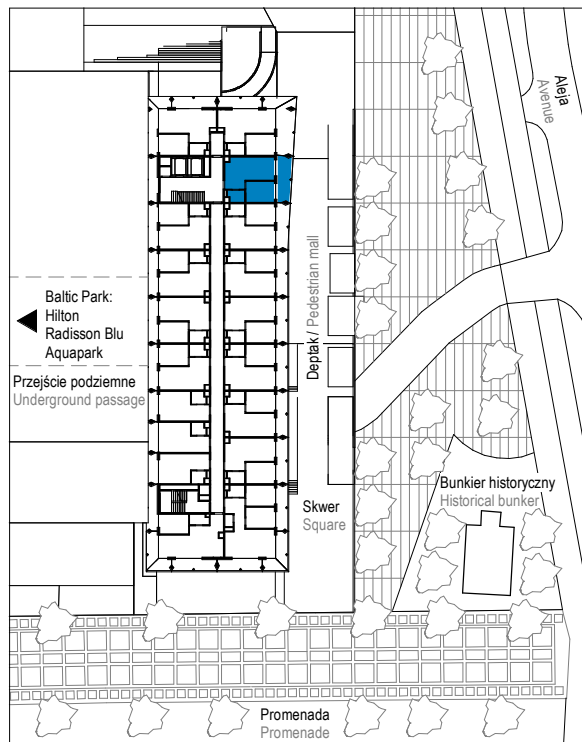 Aleja
Avenue
Baltic Park:
Hilton
Radisson Blu
Aquapark
Przejście podziemne
Underground passage
Deptak / Pedestrian mall
Skwer
Square
Bunkier historyczny
Historical bunker
Promenada
Promenade